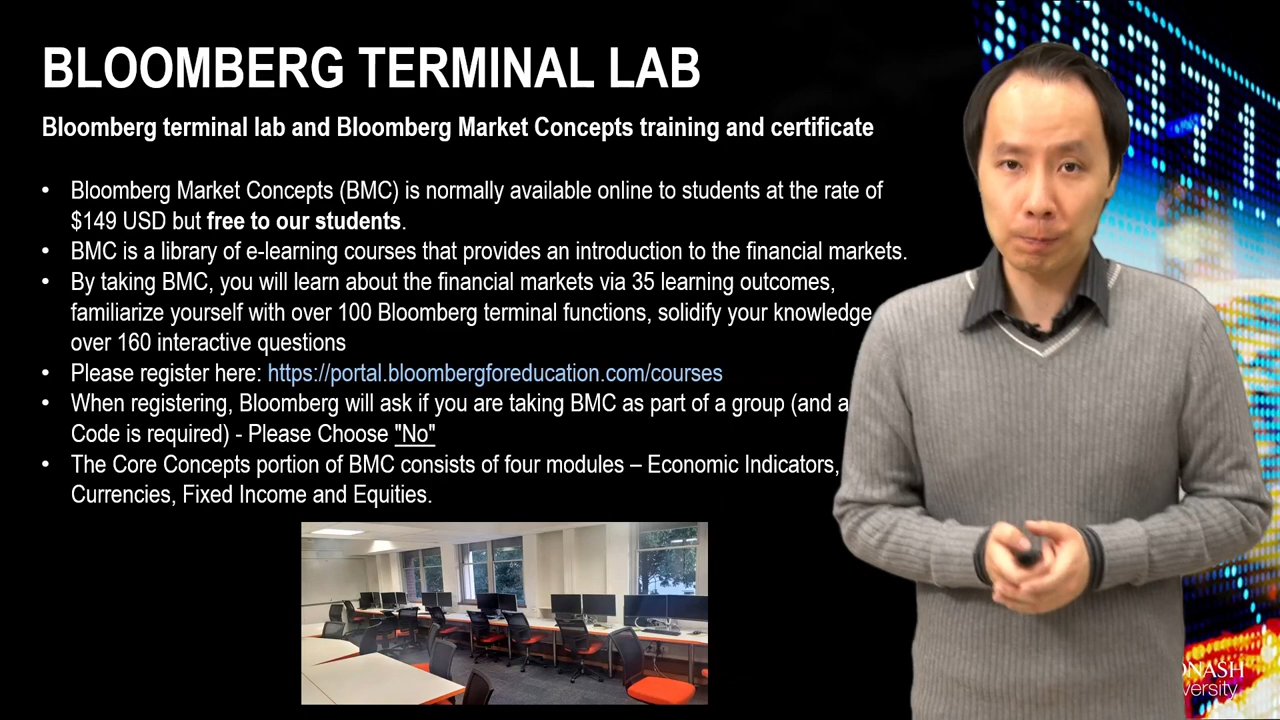 BLOOMBERG TERMINAL LAB
Bloomberg terminal lab and Bloomberg Market Concepts training and certificate
• Bloomberg Market Concepts (BMC) is normally available online to students at the rate of
$149 USD but free to our students.
• BMC is a library of e-learning courses that provides an introduction to the financial markets.
• By taking BMC, you will learn about the financial markets via 35 learning outcomes,
familiarize yourself with over 100 Bloomberg terminal functions, solidify your knowledge
over 160 interactive questions
• Please register here: https://portal.bloombergforeducation.com/courses
• When registering, Bloomberg will ask if you are taking BMC as part of a group (and a
Code is required) - Please Choose "No"
• The Core Concepts portion of BMC consists of four modules – Economic Indicators,
Currencies, Fixed Income and Equities.